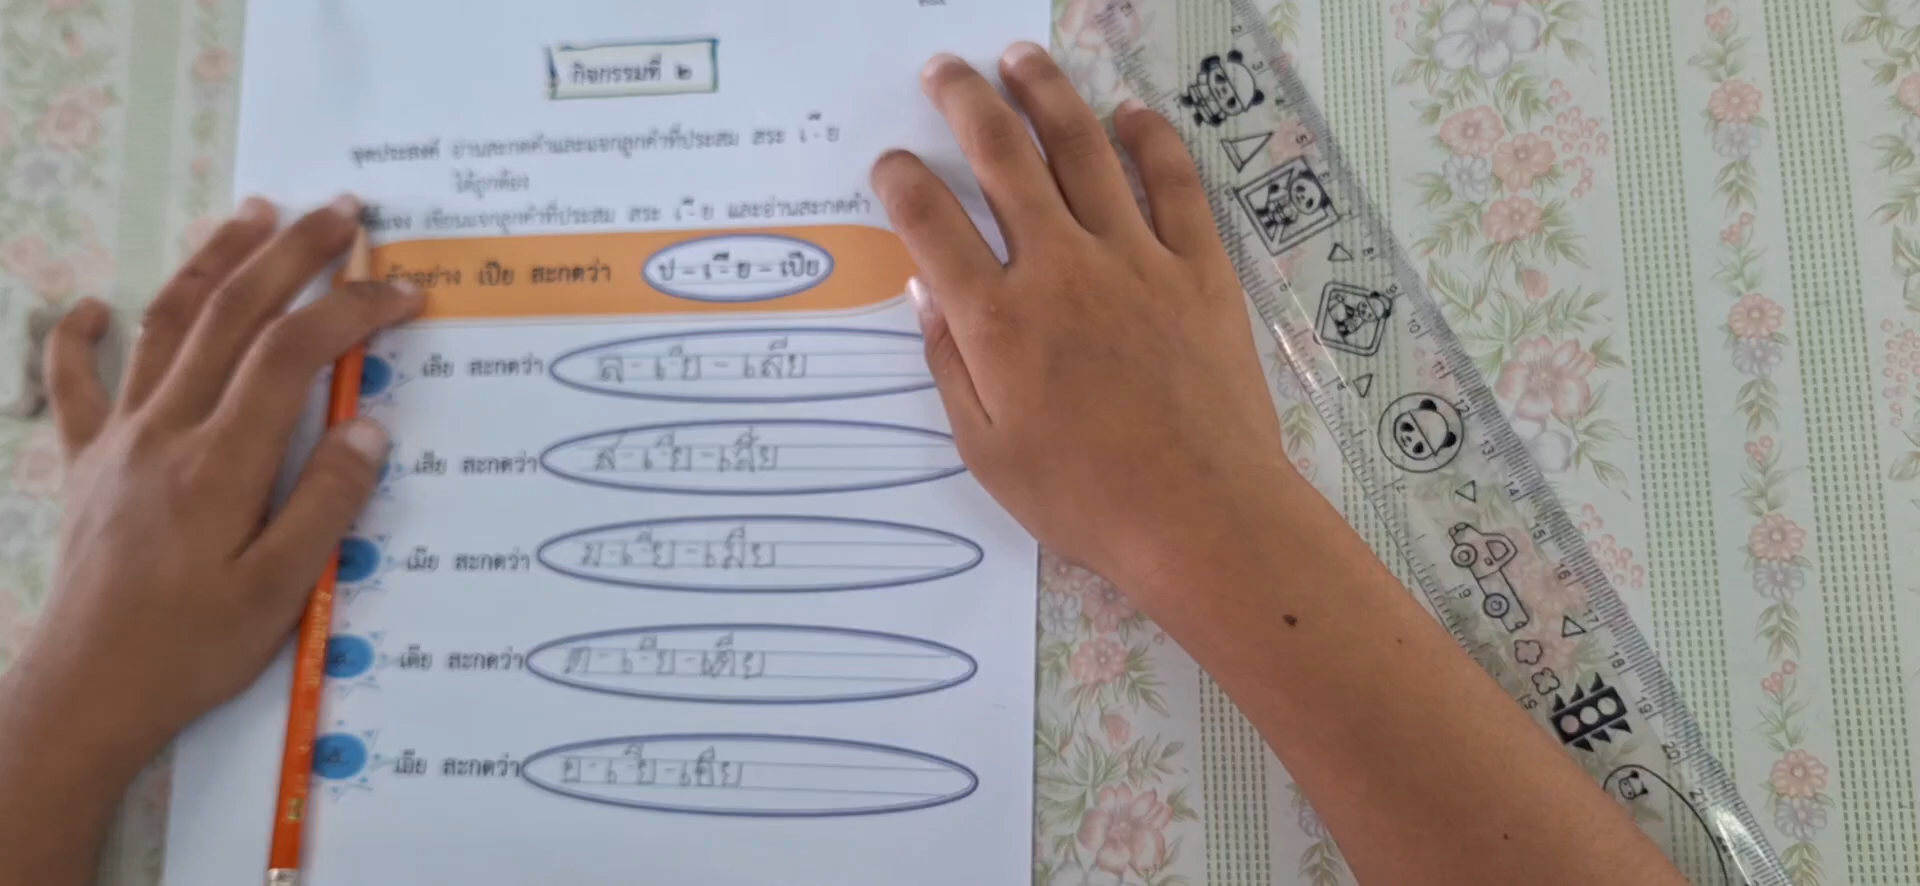 กิจกรรมที่ ๒
จุดประสงค์ อ่านสะกดคำและแจกลูกคำที่ประสม สระ เ-ีย
ได้ถูกต้อง
เขียนแจกลูกคำที่ประสม สระ เ-ีย และอ่านสะกดคำ
ตัวอย่าง เปีย สะกดว่า ป - เ-ีย - เปีย
เลีย สะกดว่า ล - เ-ีย - เลีย
เสีย สะกดว่า ส - เ-ีย - เสีย
เมีย สะกดว่า ม - เ-ีย - เมีย
เตีย สะกดว่า ต - เ-ีย - เตีย
สะกดว่า